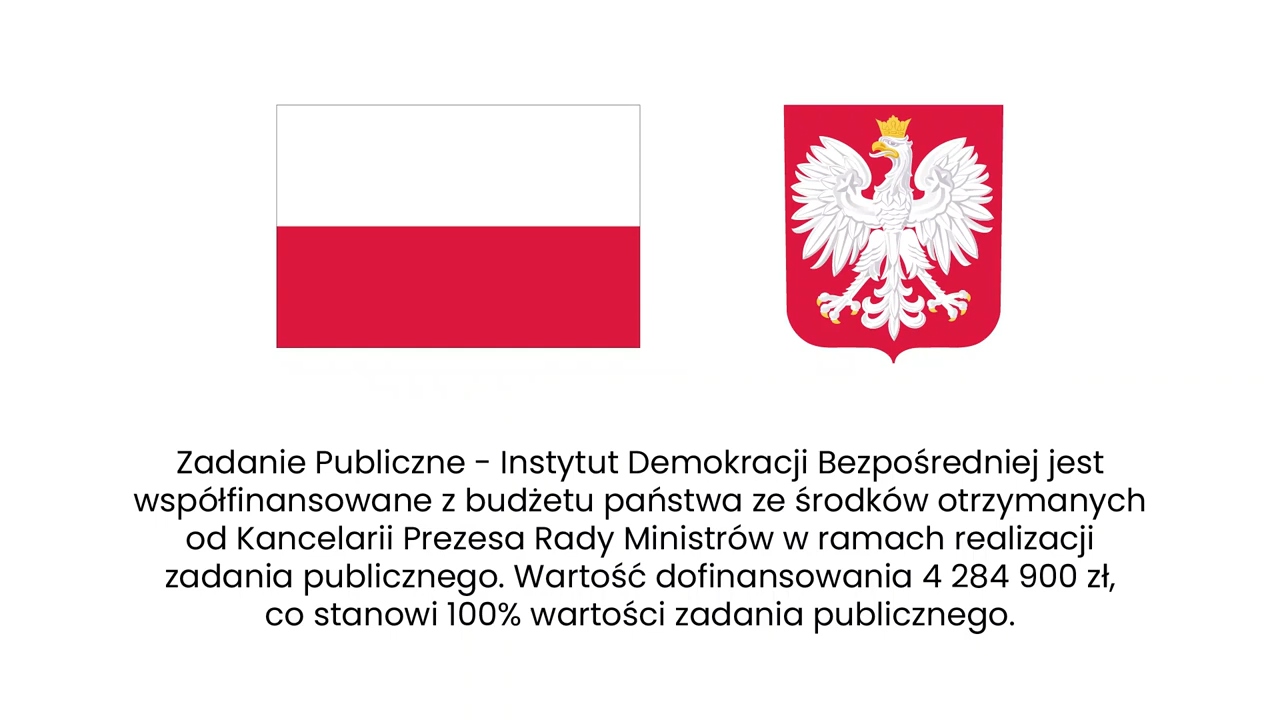 Zadanie Publiczne - Instytut Demokracji Bezpośredniej jest
współfinansowane z budżetu państwa ze środków otrzymanych
od Kancelarii Prezesa Rady Ministrów w ramach realizacji
zadania publicznego. Wartość dofinansowania 4 284 900 zł,
co stanowi 100% wartości zadania publicznego.